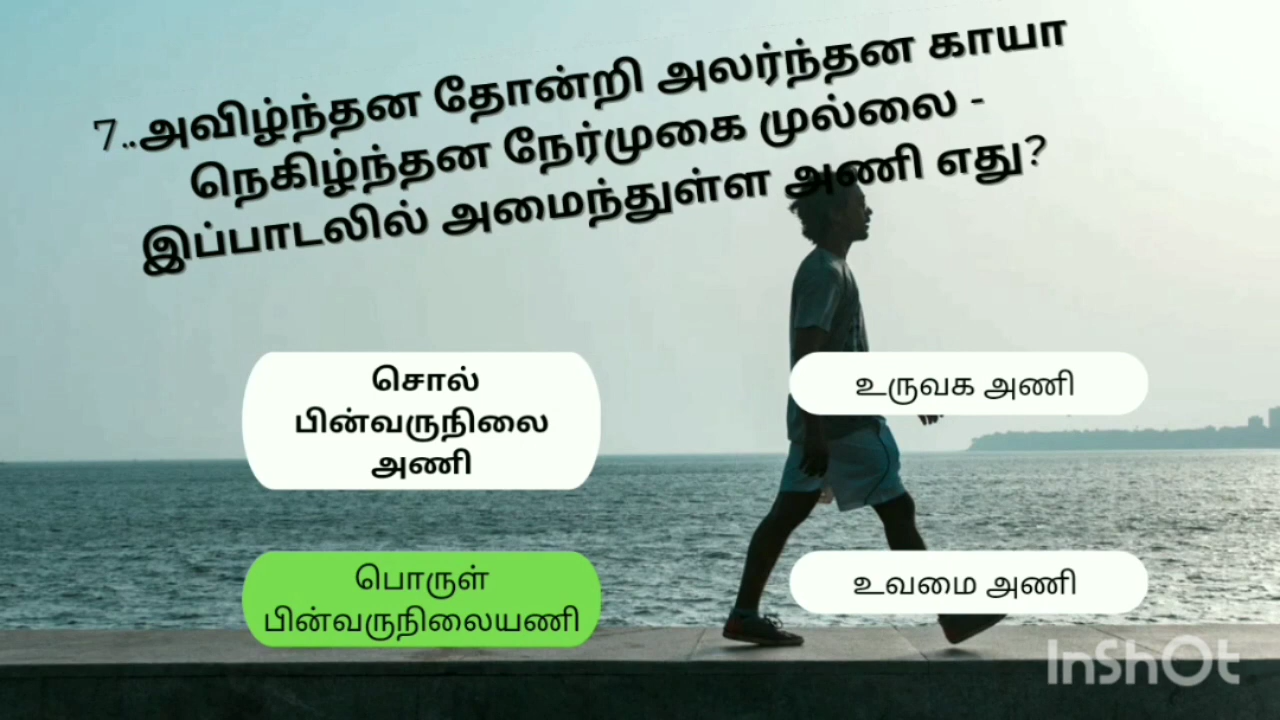 7..அவிழ்ந்தன தோன்றி அலர்ந்தன காயா
நெகிழ்ந்தன நேர்முகை முல்லை -
இப்பாடலில் அமைந்துள்ள அணி எது?
சொல்
பின்வருநிலை
அணி
உருவக அணி
பொருள்
பின்வருநிலையணி
உவமை அணி
InShOt